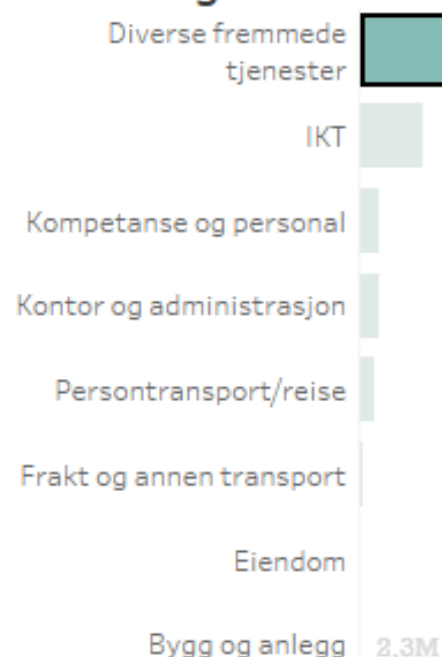 Diverse fremmede
tjenester
IKT
Kompetanse og personal
Kontor og administrasjon
Persontransport/reise
Frakt og annen transport
Eiendom
Bygg og anlegg 2.3M